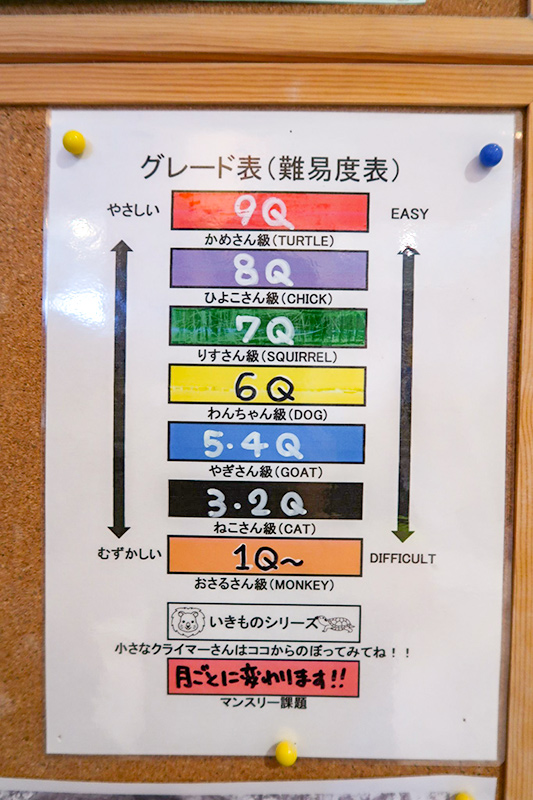 グレード表(難易度表)
やさしい
9Q
EASY
かめさん級(TURTLE)
8Q
ひよこさん級(CHICK)
7Q
りすさん級(SQUIRREL)
6Q
わんちゃん級(DOG)
5.4Q
やぎさん級(GOAT)
3.2Q
ねこさん級(CAT)
むずかしい
1Q~
DIFFICULT
おさるさん級(MONKEY)
いきものシリーズ
小さなクライマーさんはココからのぼってみてね!!
月ごとに変わります!!
マンスリー課題